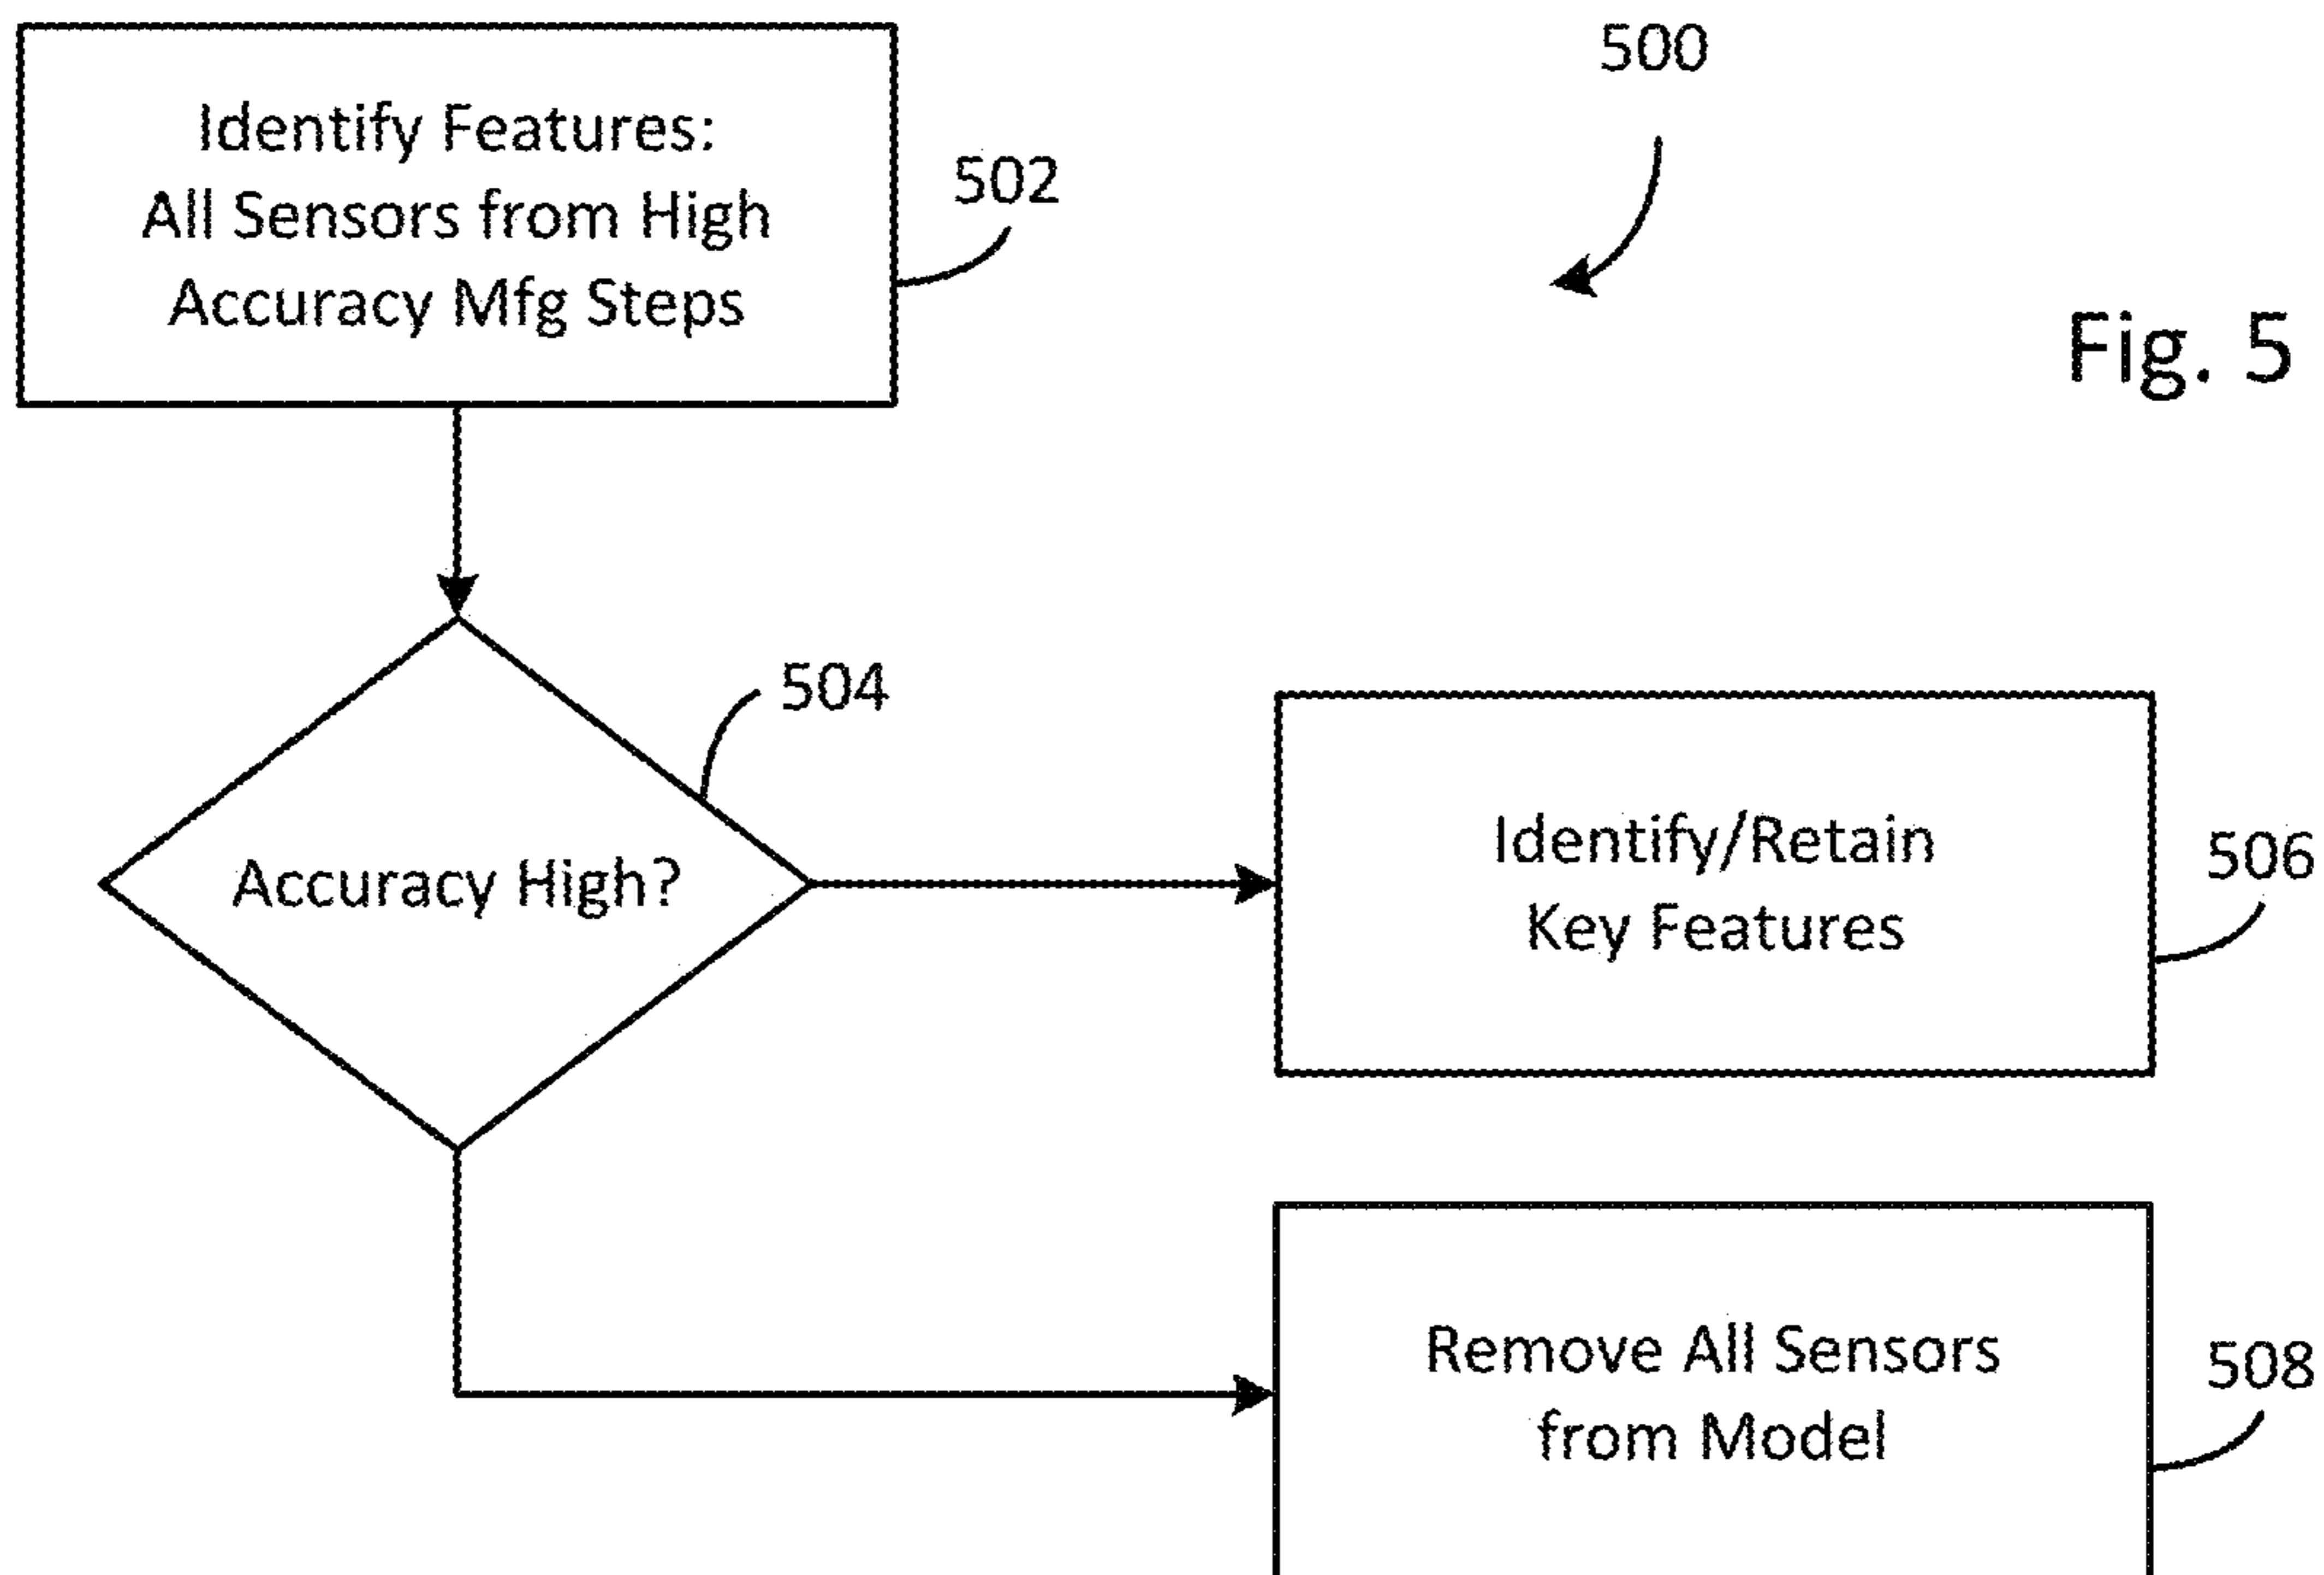 Identify Features:
All Sensors from High
Accuracy Mfg Steps
502
500
Fig. 5
504
Accuracy High?
Identify/Retain
Key Features
506
Remove All Sensors
from Model
508